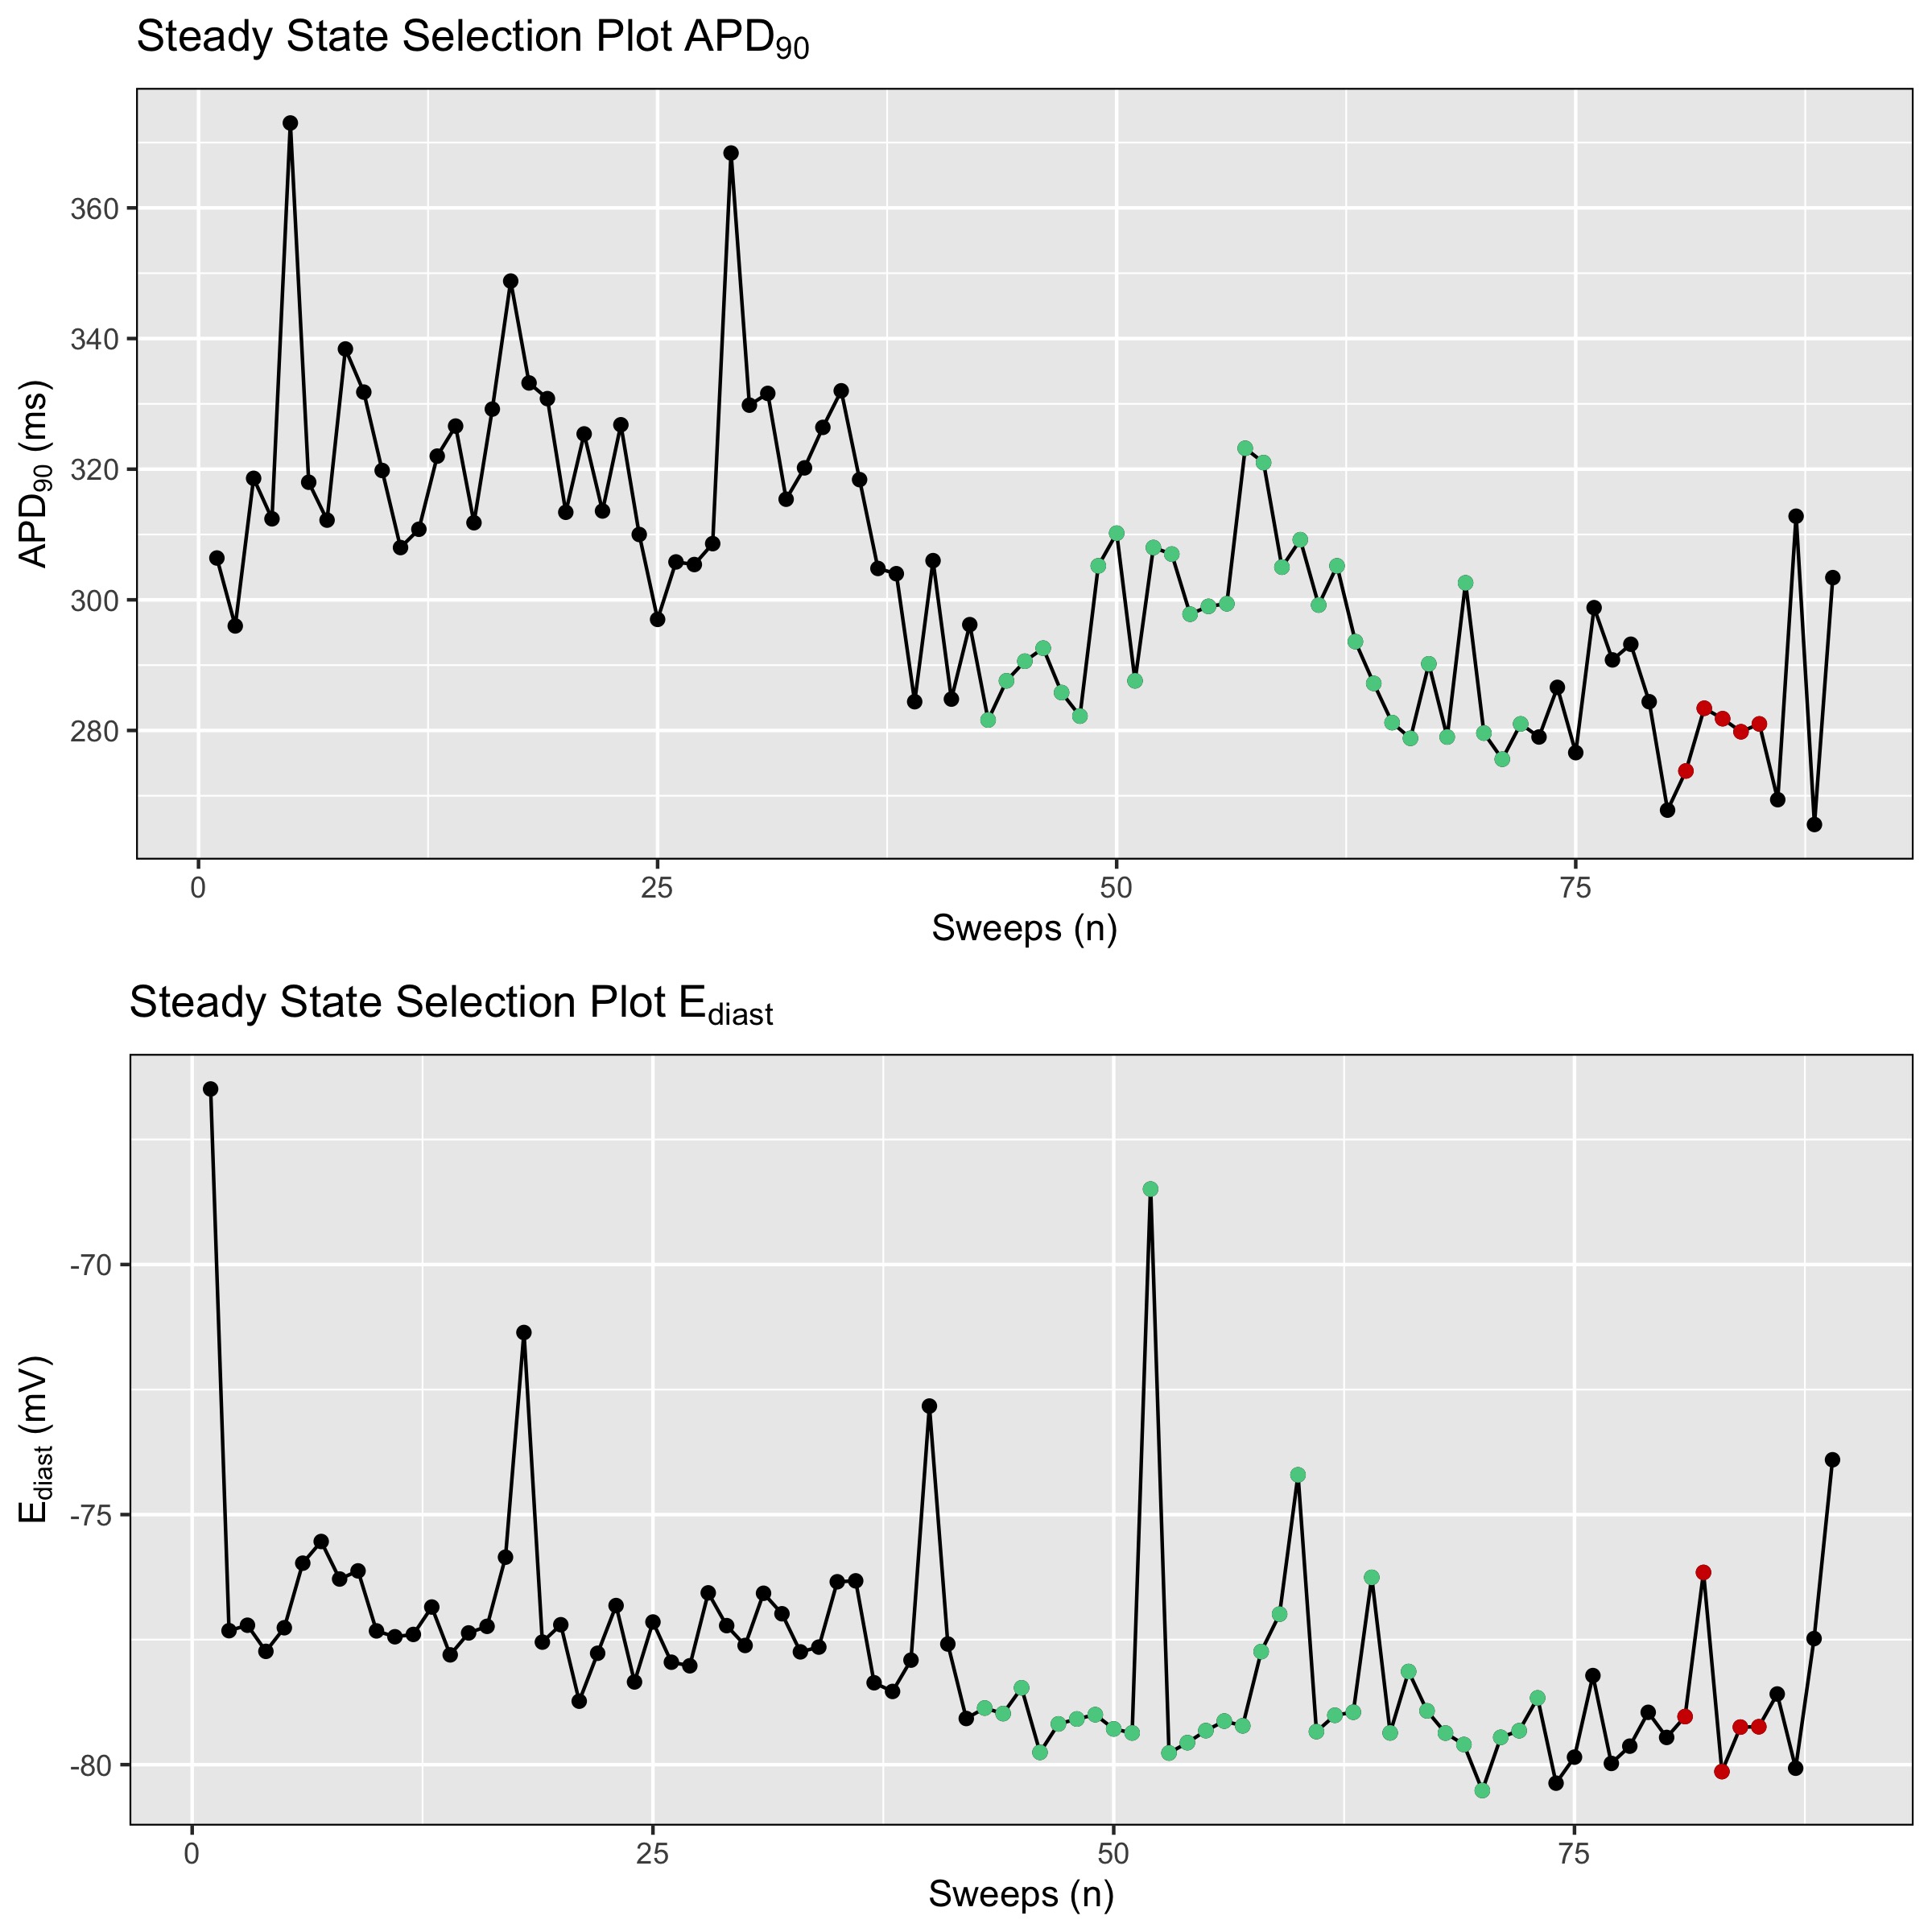 Steady State Selection Plot APD90
APD90 (ms)
360
340
320
300
280
0 25 50 75
Sweeps (n)
Steady State Selection Plot Ediast
Ediast (mV)
-70
-75
-80
0 25 50 75
Sweeps (n)